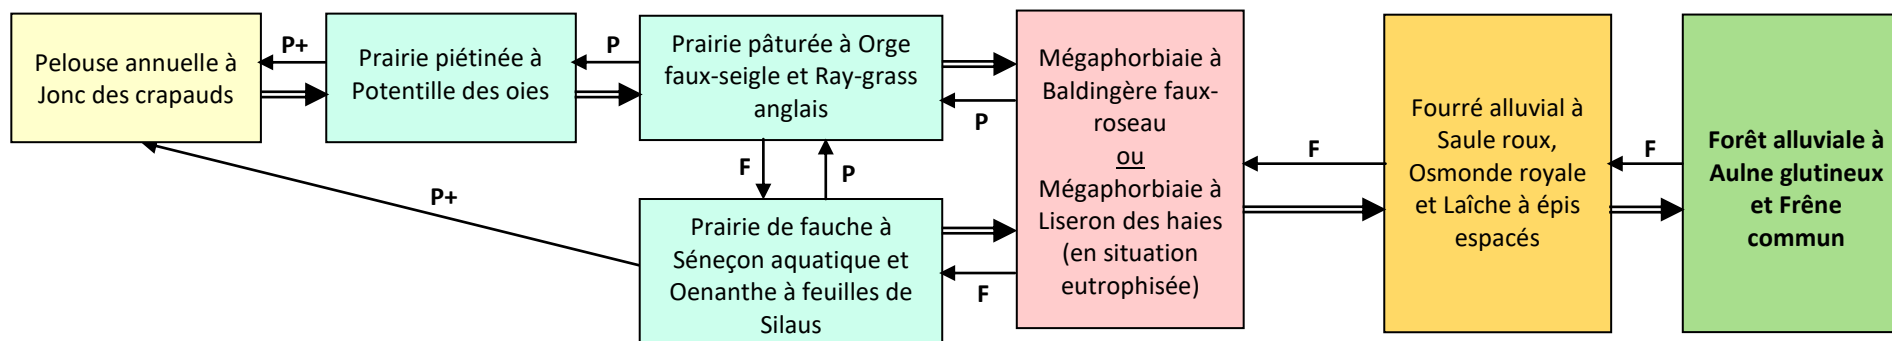 Pelouse annuelle à
Jonc des crapauds
P+
Prairie piétinée à
Potentille des oies
P
Prairie pâturée à Orge
faux-seigle et Ray-grass
anglais
F
P
P+
Prairie de fauche à
Séneçon aquatique et
Oenanthe à feuilles de
Silaus
P
F
Mégaphorbiaie à
Baldingère faux-
roseau
ou
Mégaphorbiaie à
Liseron des haies
(en situation
eutrophisée)
F
Fourré alluvial à
Saule roux,
Osmonde royale
et Laîche à épis
espacés
F
Forêt alluviale à
Aulne glutineux
et Frêne
commun